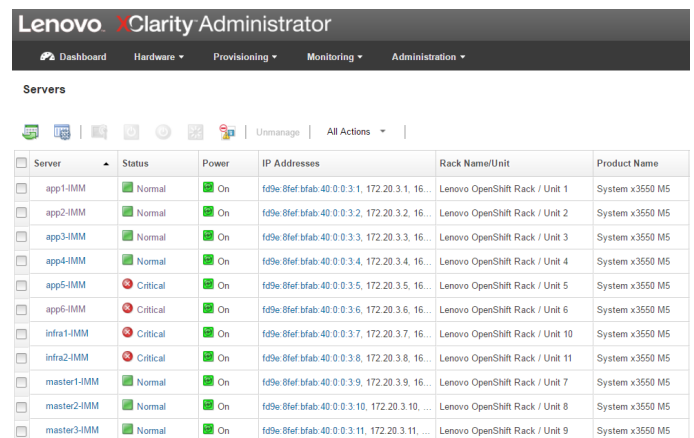 Lenovo. XClarity Administrator
Dashboard Hardware Provisioning Monitoring Administration
Servers
Unmanage All Actions
Server Status Power IP Addresses Rack Name/Unit Product Name
app1-IMM Normal On fd9e:8fef:bfab:40:0:0:3:1, 172.20.3.1, 16... Lenovo OpenShift Rack / Unit 1 System x3550 M5
app2-IMM Normal On fd9e:8fef:bfab:40:0:0:3:2, 172.20.3.2, 16... Lenovo OpenShift Rack / Unit 2 System x3550 M5
app3-IMM Normal On fd9e:8fef:bfab:40:0:0:3:3, 172.20.3.3, 16... Lenovo OpenShift Rack / Unit 3 System x3550 M5
app4-IMM Normal On fd9e:8fef:bfab:40:0:0:3:4, 172.20.3.4, 16... Lenovo OpenShift Rack / Unit 4 System x3550 M5
app5-IMM Critical On fd9e:8fef:bfab:40:0:0:3:5, 172.20.3.5, 16... Lenovo OpenShift Rack / Unit 5 System x3550 M5
app6-IMM Critical On fd9e:8fef:bfab:40:0:0:3:6, 172.20.3.6, 16... Lenovo OpenShift Rack / Unit 6 System x3550 M5
infra1-IMM Critical On fd9e:8fef:bfab:40:0:0:3:7, 172.20.3.7, 16... Lenovo OpenShift Rack / Unit 10 System x3550 M5
infra2-IMM Critical On fd9e:8fef:bfab:40:0:0:3:8, 172.20.3.8, 16... Lenovo OpenShift Rack / Unit 11 System x3550 M5
master1-IMM Normal On fd9e:8fef:bfab:40:0:0:3:9, 172.20.3.9, 16... Lenovo OpenShift Rack / Unit 7 System x3550 M5
master2-IMM Normal On fd9e:8fef:bfab:40:0:0:3:10, 172.20.3.10, ... Lenovo OpenShift Rack / Unit 8 System x3550 M5
master3-IMM Normal On fd9e:8fef:bfab:40:0:0:3:11, 172.20.3.11, ... Lenovo OpenShift Rack / Unit 9 System x3550 M5